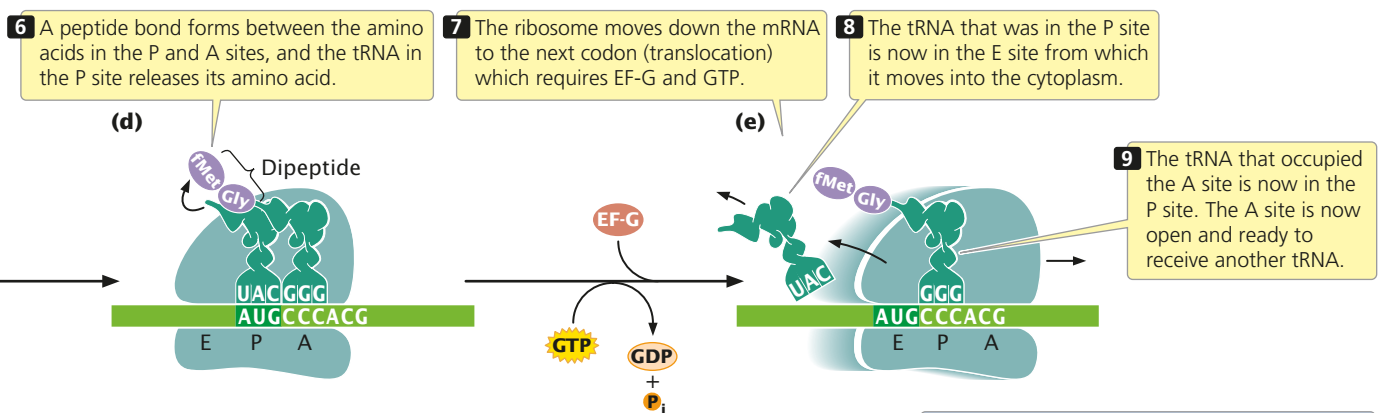 6 A peptide bond forms between the amino
acids in the P and A sites, and the tRNA in
the P site releases its amino acid.
7 The ribosome moves down the mRNA
to the next codon (translocation)
which requires EF-G and GTP.
8 The tRNA that was in the P site
is now in the E site from which
it moves into the cytoplasm.
(d)
fMet
Gly
Dipeptide
UAC GGG
AUGCCCACG
E P A
EF-G
GTP
GDP
+
Pi
(e)
fMet
Gly
UAC
GGG
AUGCCCACG
E P A
9 The tRNA that occupied
the A site is now in the
P site. The A site is now
open and ready to
receive another tRNA.